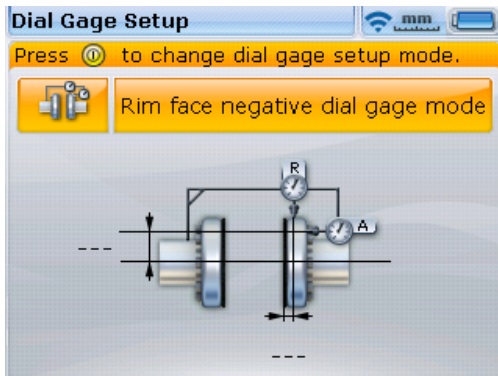 Dial Gage Setup
mm
Press to change dial gage setup mode.
Rim face negative dial gage mode
R
A
---
---